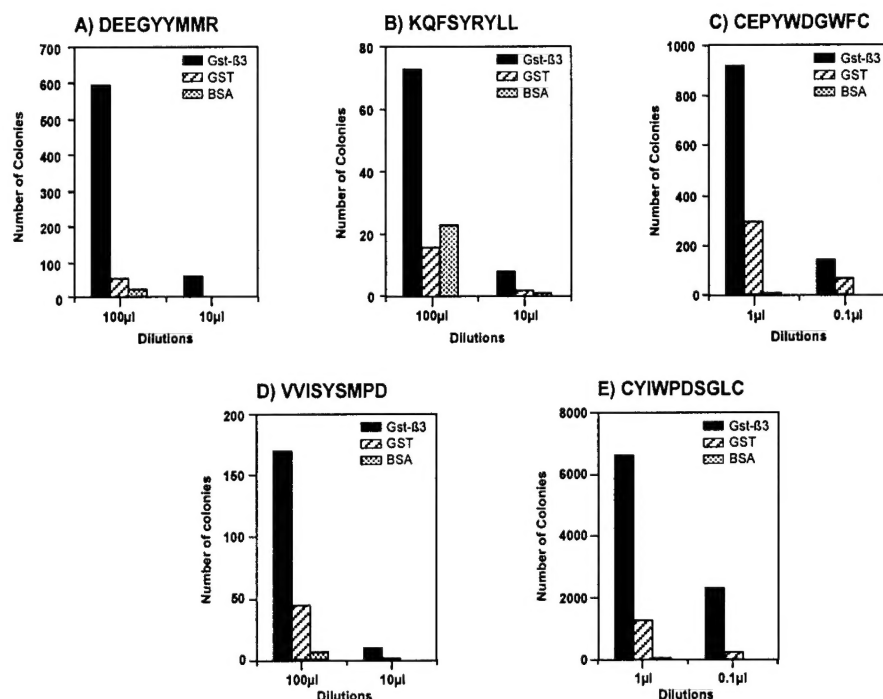 A) DEEGYYMMR
700
600
500
400
300
200
100
0
Number of Colonies
Gst-ß3
GST
BSA
100µl
10µl
Dilutions
B) KQFSYRYLL
80
60
40
20
0
Number of Colonies
Gst-ß3
GST
BSA
100µl
10µl
Dilutions
C) CEPYWDGWFC
1000
800
600
400
200
0
Number of Colonies
Gst-ß3
GST
BSA
1µl
0.1µl
Dilutions
D) VVISYSMPD
200
150
100
50
0
Number of colonies
Gst-ß3
GST
BSA
100µl
10µl
Dilutions
E) CYIWPDSGLC
8000
6000
4000
2000
0
Number of Colonies
Gst-ß3
GST
BSA
1µl
0.1µl
Dilutions